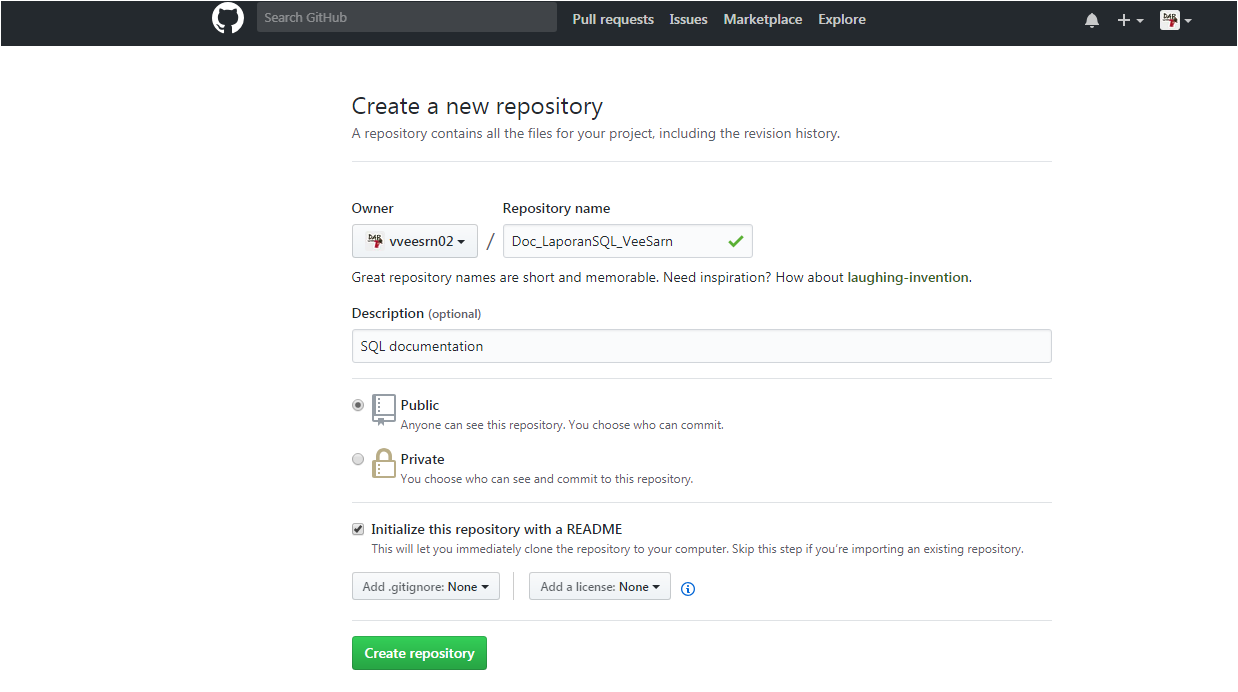 Search GitHub Pull requests Issues Marketplace Explore
Create a new repository
A repository contains all the files for your project, including the revision history.
Owner Repository name
DAB vveesrn02 / Doc_LaporanSQL_VeeSarn
Great repository names are short and memorable. Need inspiration? How about laughing-invention.
Description (optional)
SQL documentation
Public
Anyone can see this repository. You choose who can commit.
Private
You choose who can see and commit to this repository.
Initialize this repository with a README
This will let you immediately clone the repository to your computer. Skip this step if you’re importing an existing repository.
Add .gitignore: None Add a license: None
Create repository